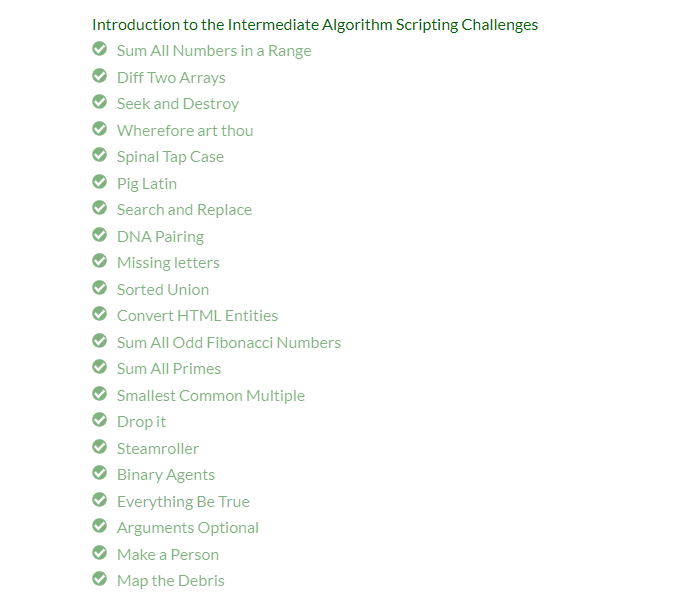 Introduction to the Intermediate Algorithm Scripting Challenges
Sum All Numbers in a Range
Diff Two Arrays
Seek and Destroy
Wherefore art thou
Spinal Tap Case
Pig Latin
Search and Replace
DNA Pairing
Missing letters
Sorted Union
Convert HTML Entities
Sum All Odd Fibonacci Numbers
Sum All Primes
Smallest Common Multiple
Drop it
Steamroller
Binary Agents
Everything Be True
Arguments Optional
Make a Person
Map the Debris